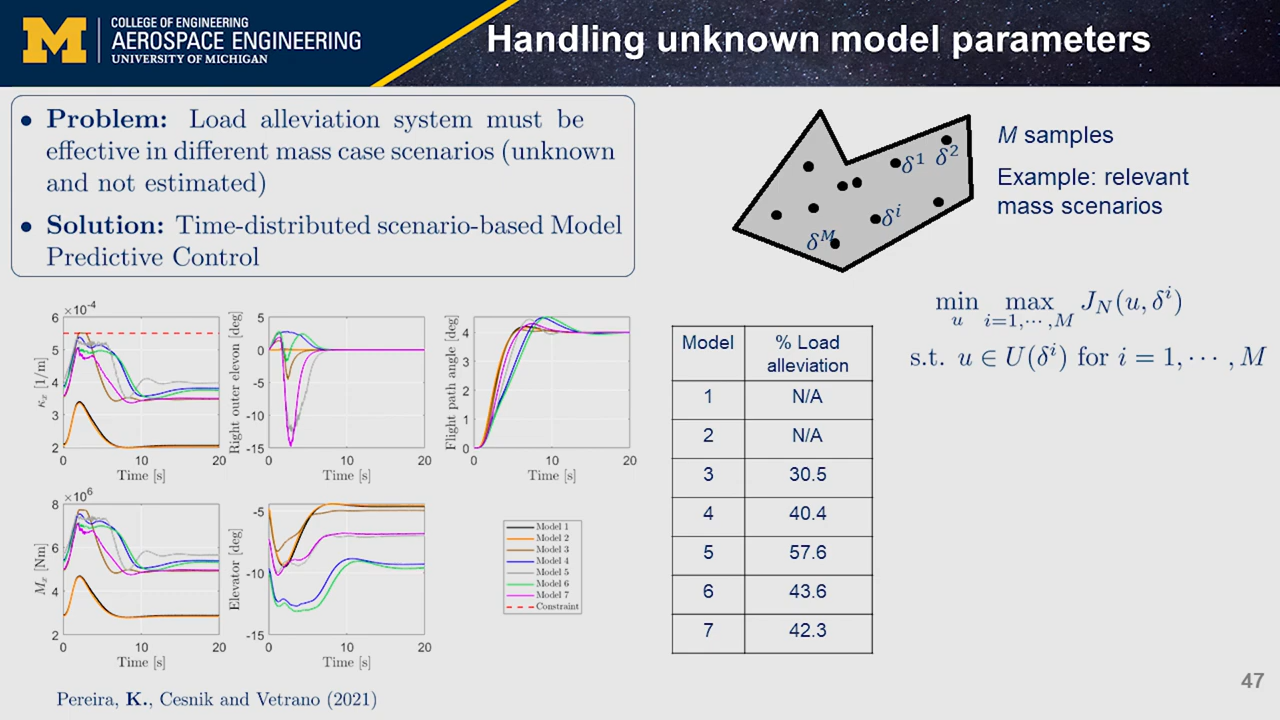 M
COLLEGE OF ENGINEERING
AEROSPACE ENGINEERING
UNIVERSITY OF MICHIGAN
Handling unknown model parameters
• Problem: Load alleviation system must be
effective in different mass case scenarios (unknown
and not estimated)
• Solution: Time-distributed scenario-based Model
Predictive Control
δ¹
δ²
δⁱ
δᴹ
M samples
Example: relevant
mass scenarios
min max J_N(u, δⁱ)
u i=1,⋯,M
s.t. u ∈ U(δⁱ) for i = 1, ⋯, M
×10⁻⁴
6
5
4
3
2
κₓ [1/m]
0 10 20
Time [s]
5
0
-5
-10
-15
Right outer elevon [deg]
0 10 20
Time [s]
4
3
2
1
0
Flight path angle [deg]
0 10 20
Time [s]
×10⁶
8
6
4
2
Mₓ [Nm]
0 10 20
Time [s]
-5
-10
-15
Elevator [deg]
0 10 20
Time [s]
Model 1
Model 2
Model 3
Model 4
Model 5
Model 6
Model 7
Constraint
Model % Load
alleviation
1 N/A
2 N/A
3 30.5
4 40.4
5 57.6
6 43.6
7 42.3
Pereira, K., Cesnik and Vetrano (2021)
47